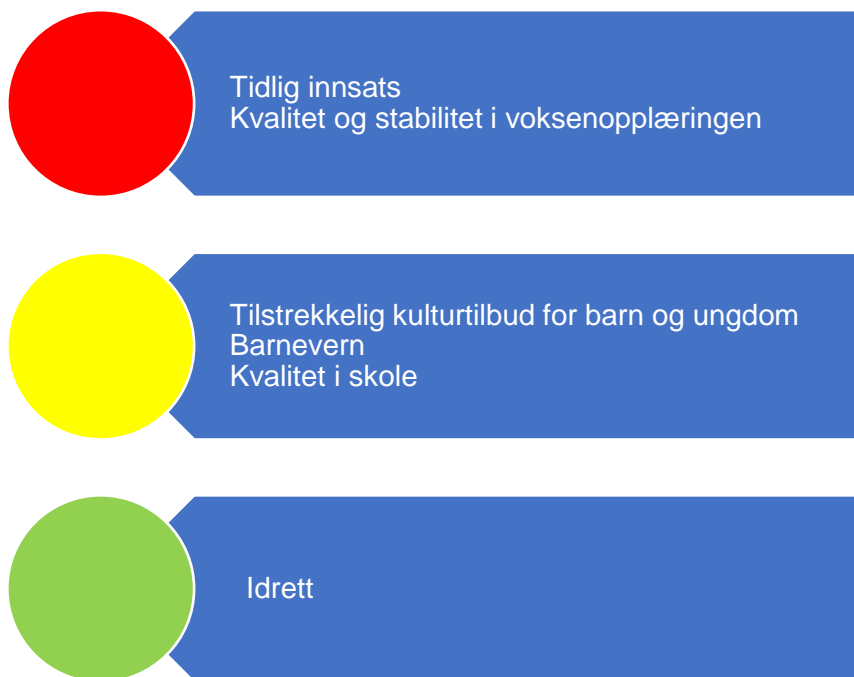 Tidlig innsats
Kvalitet og stabilitet i voksenopplæringen
Tilstrekkelig kulturtilbud for barn og ungdom
Barnevern
Kvalitet i skole
Idrett